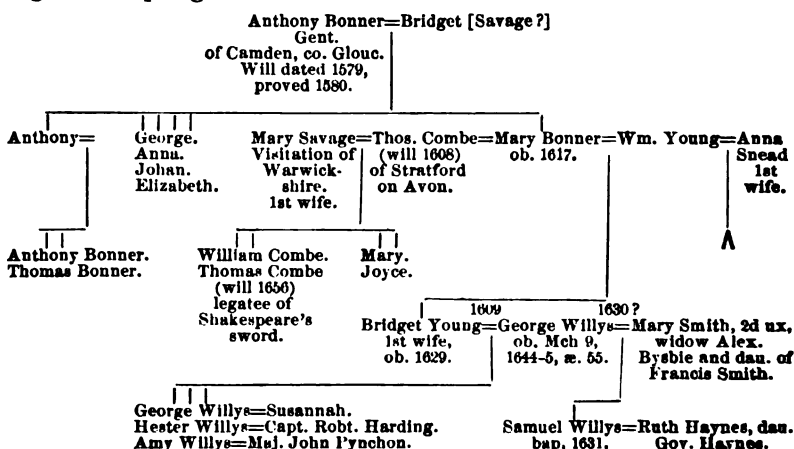 Anthony Bonner=Bridget [Savage?]
Gent.
of Camden, co. Glouc.
Will dated 1579,
proved 1580.
Anthony= George. Mary Savage=Thos. Combe=Mary Bonner=Wm. Young=Anna
Anna. Visitation of (will 1608) ob. 1617. Snead
Johan. Warwick- of Stratford 1st
Elizabeth. shire. on Avon. wife.
1st wife.
Anthony Bonner. William Combe. Mary.
Thomas Bonner. Thomas Combe Joyce.
(will 1656)
legatee of
Shakespeare's
sword.
1609 1630?
Bridget Young=George Willys=Mary Smith, 2d ux,
1st wife, ob. Mch 9, widow Alex.
ob. 1629. 1644-5, æ. 55. Bysbie and dau. of
Francis Smith.
George Willys=Susannah.
Hester Willys=Capt. Robt. Harding. Samuel Willys=Ruth Haynes, dau.
Amy Willys=Maj. John Pynchon. bap. 1631. Gov. Haynes.